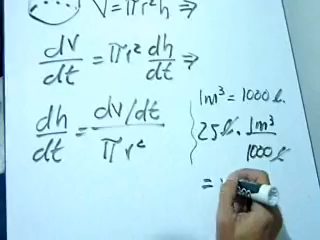 V = πr²h ⇒
dV/dt = πr² dh/dt ⇒
dh/dt = dV/dt / πr²
1m³ = 1000 l.
25 l. 1m³/1000 l
=